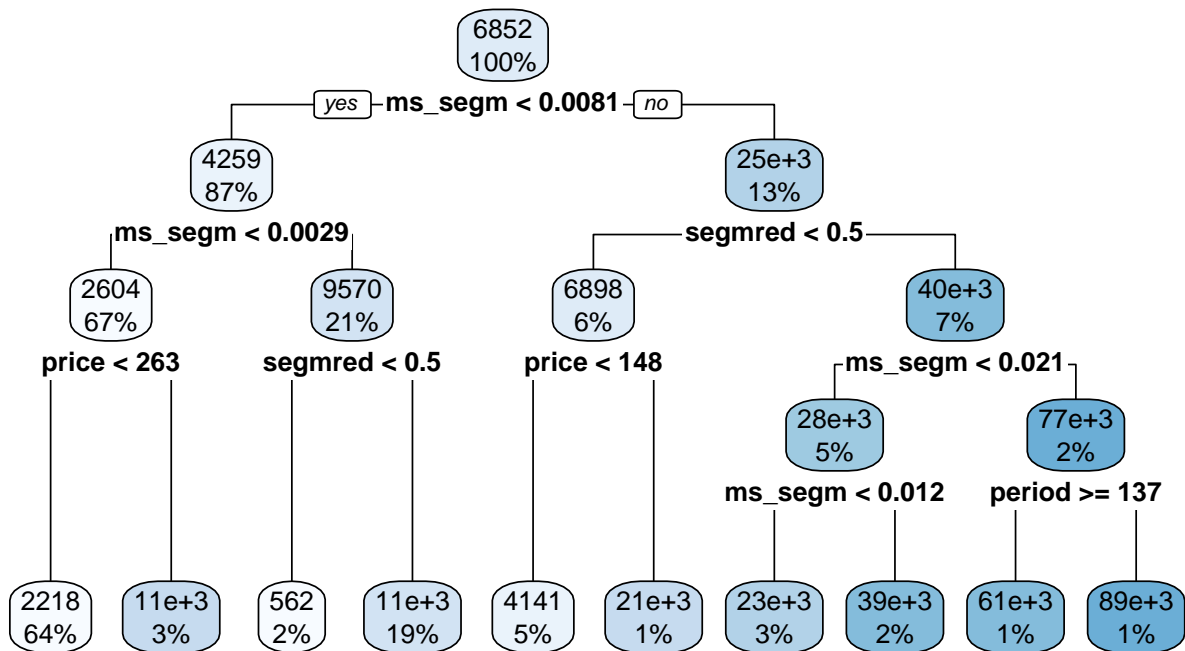 6852
100%
yes ms_segm < 0.0081 no
4259 25e+3
87% 13%
ms_segm < 0.0029 segmred < 0.5
2604 9570 6898 40e+3
67% 21% 6% 7%
price < 263 segmred < 0.5 price < 148 ms_segm < 0.021
28e+3 77e+3
5% 2%
ms_segm < 0.012 period >= 137
2218 11e+3 562 11e+3 4141 21e+3 23e+3 39e+3 61e+3 89e+3
64% 3% 2% 19% 5% 1% 3% 2% 1% 1%